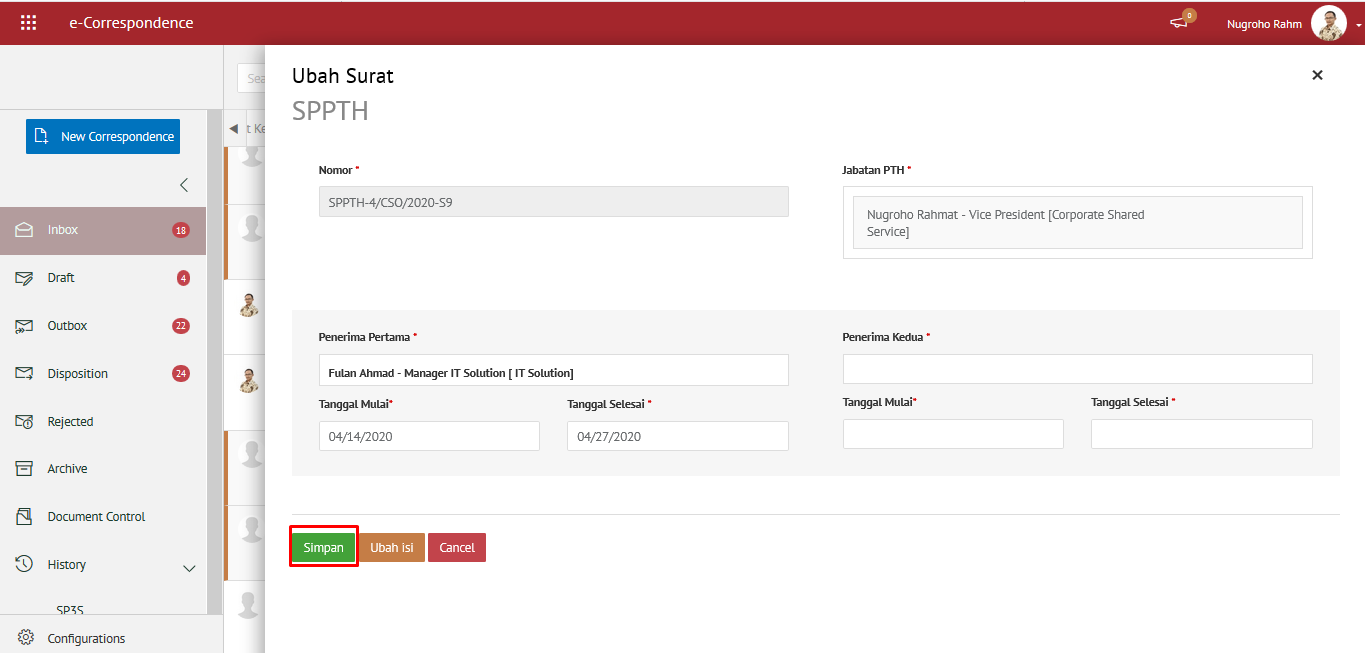 e-Correspondence
0
Nugroho Rahm
Sea
Ubah Surat
SPPTH
New Correspondence
t Ke
Nomor *
Jabatan PTH *
SPPTH-4/CSO/2020-S9
Nugroho Rahmat - Vice President [Corporate Shared
Service]
Inbox 18
Draft 4
Outbox 22
Disposition 24
Rejected
Archive
Document Control
History
SP3S
Configurations
Penerima Pertama *
Penerima Kedua *
Fulan Ahmad - Manager IT Solution [ IT Solution]
Tanggal Mulai*
Tanggal Selesai *
Tanggal Mulai*
Tanggal Selesai *
04/14/2020
04/27/2020
Simpan
Ubah isi
Cancel